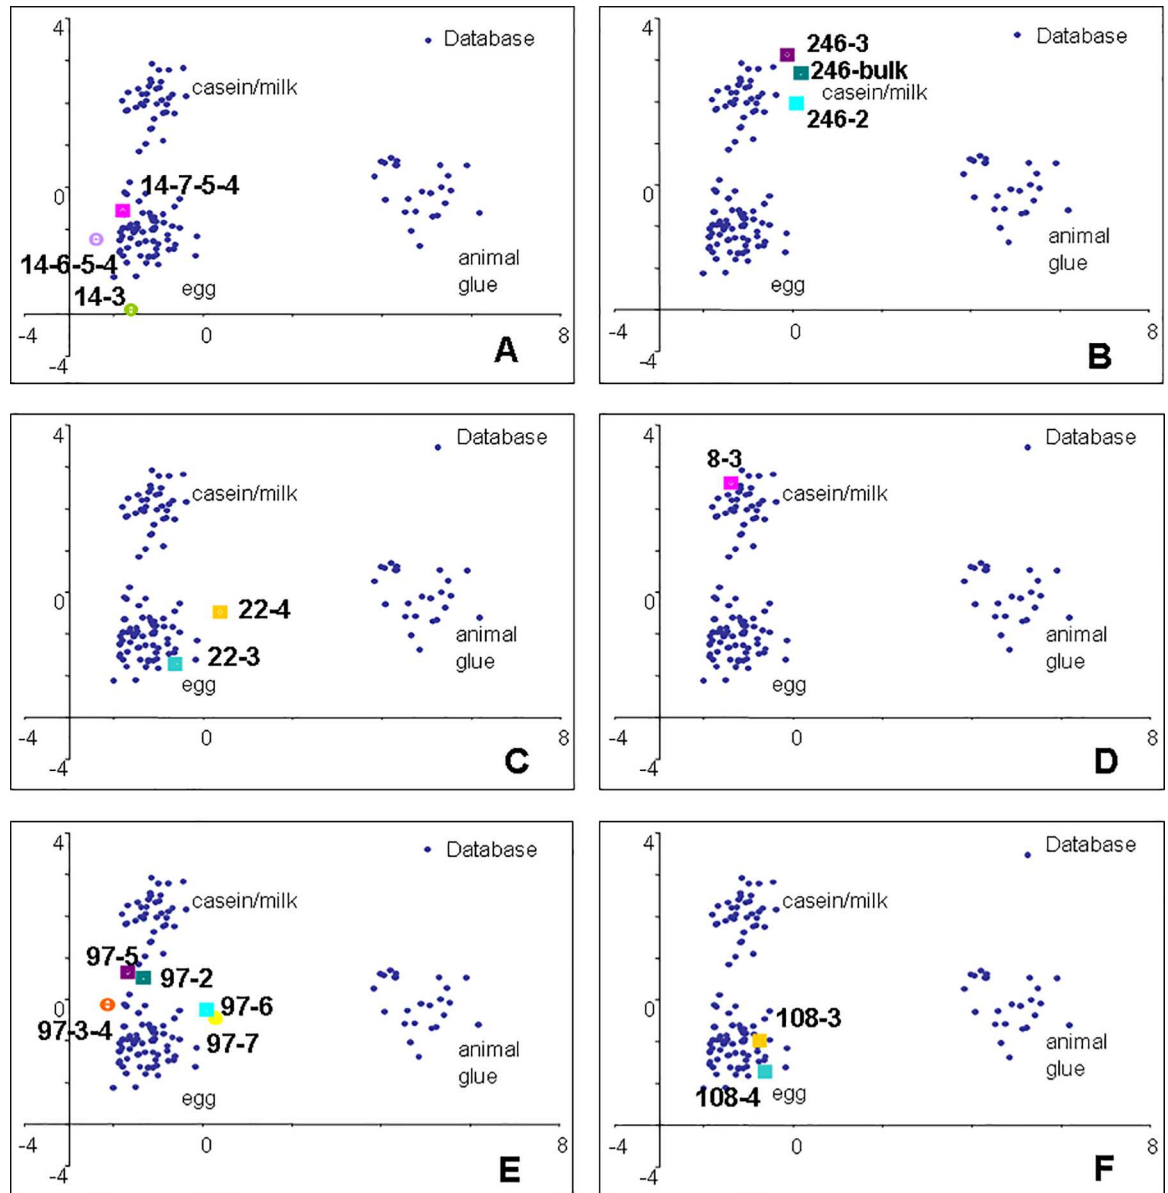 4
Database
casein/milk
14-7-5-4
0
14-6-5-4
14-3
egg
animal
glue
-4
0
8
-4
A
4
246-3
Database
246-bulk
casein/milk
246-2
0
animal
glue
egg
-4
0
8
-4
B
4
Database
casein/milk
0
22-4
22-3
animal
glue
egg
-4
0
8
-4
C
4
Database
8-3
casein/milk
0
animal
glue
egg
-4
0
8
-4
D
4
Database
casein/milk
97-5
97-2
0
97-6
97-3-4
97-7
animal
glue
egg
-4
0
8
-4
E
4
Database
casein/milk
0
108-3
animal
glue
108-4
egg
-4
0
8
-4
F